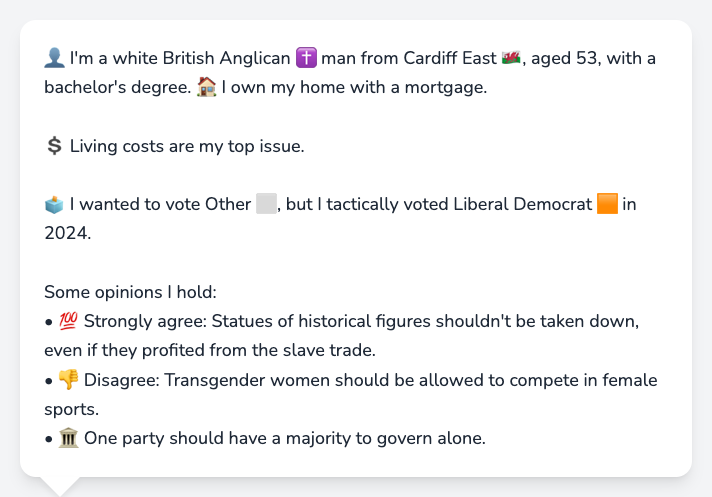 👤 I'm a white British Anglican ✝️ man from Cardiff East 🏴󠁧󠁢󠁷󠁬󠁳󠁿, aged 53, with a
bachelor's degree. 🏠 I own my home with a mortgage.
💲 Living costs are my top issue.
🗳️ I wanted to vote Other ⬜, but I tactically voted Liberal Democrat 🟧 in
2024.
Some opinions I hold:
• 💯 Strongly agree: Statues of historical figures shouldn't be taken down,
even if they profited from the slave trade.
• 👎 Disagree: Transgender women should be allowed to compete in female
sports.
• 🏛️ One party should have a majority to govern alone.